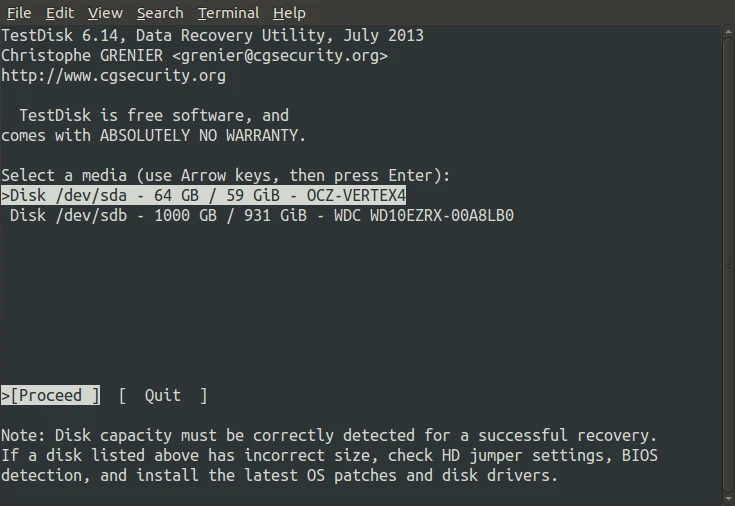 File Edit View Search Terminal Help
TestDisk 6.14, Data Recovery Utility, July 2013
Christophe GRENIER <grenier@cgsecurity.org>
http://www.cgsecurity.org
TestDisk is free software, and
comes with ABSOLUTELY NO WARRANTY.
Select a media (use Arrow keys, then press Enter):
>Disk /dev/sda - 64 GB / 59 GiB - OCZ-VERTEX4
Disk /dev/sdb - 1000 GB / 931 GiB - WDC WD10EZRX-00A8LB0
>[Proceed ] [ Quit ]
Note: Disk capacity must be correctly detected for a successful recovery.
If a disk listed above has incorrect size, check HD jumper settings, BIOS
detection, and install the latest OS patches and disk drivers.